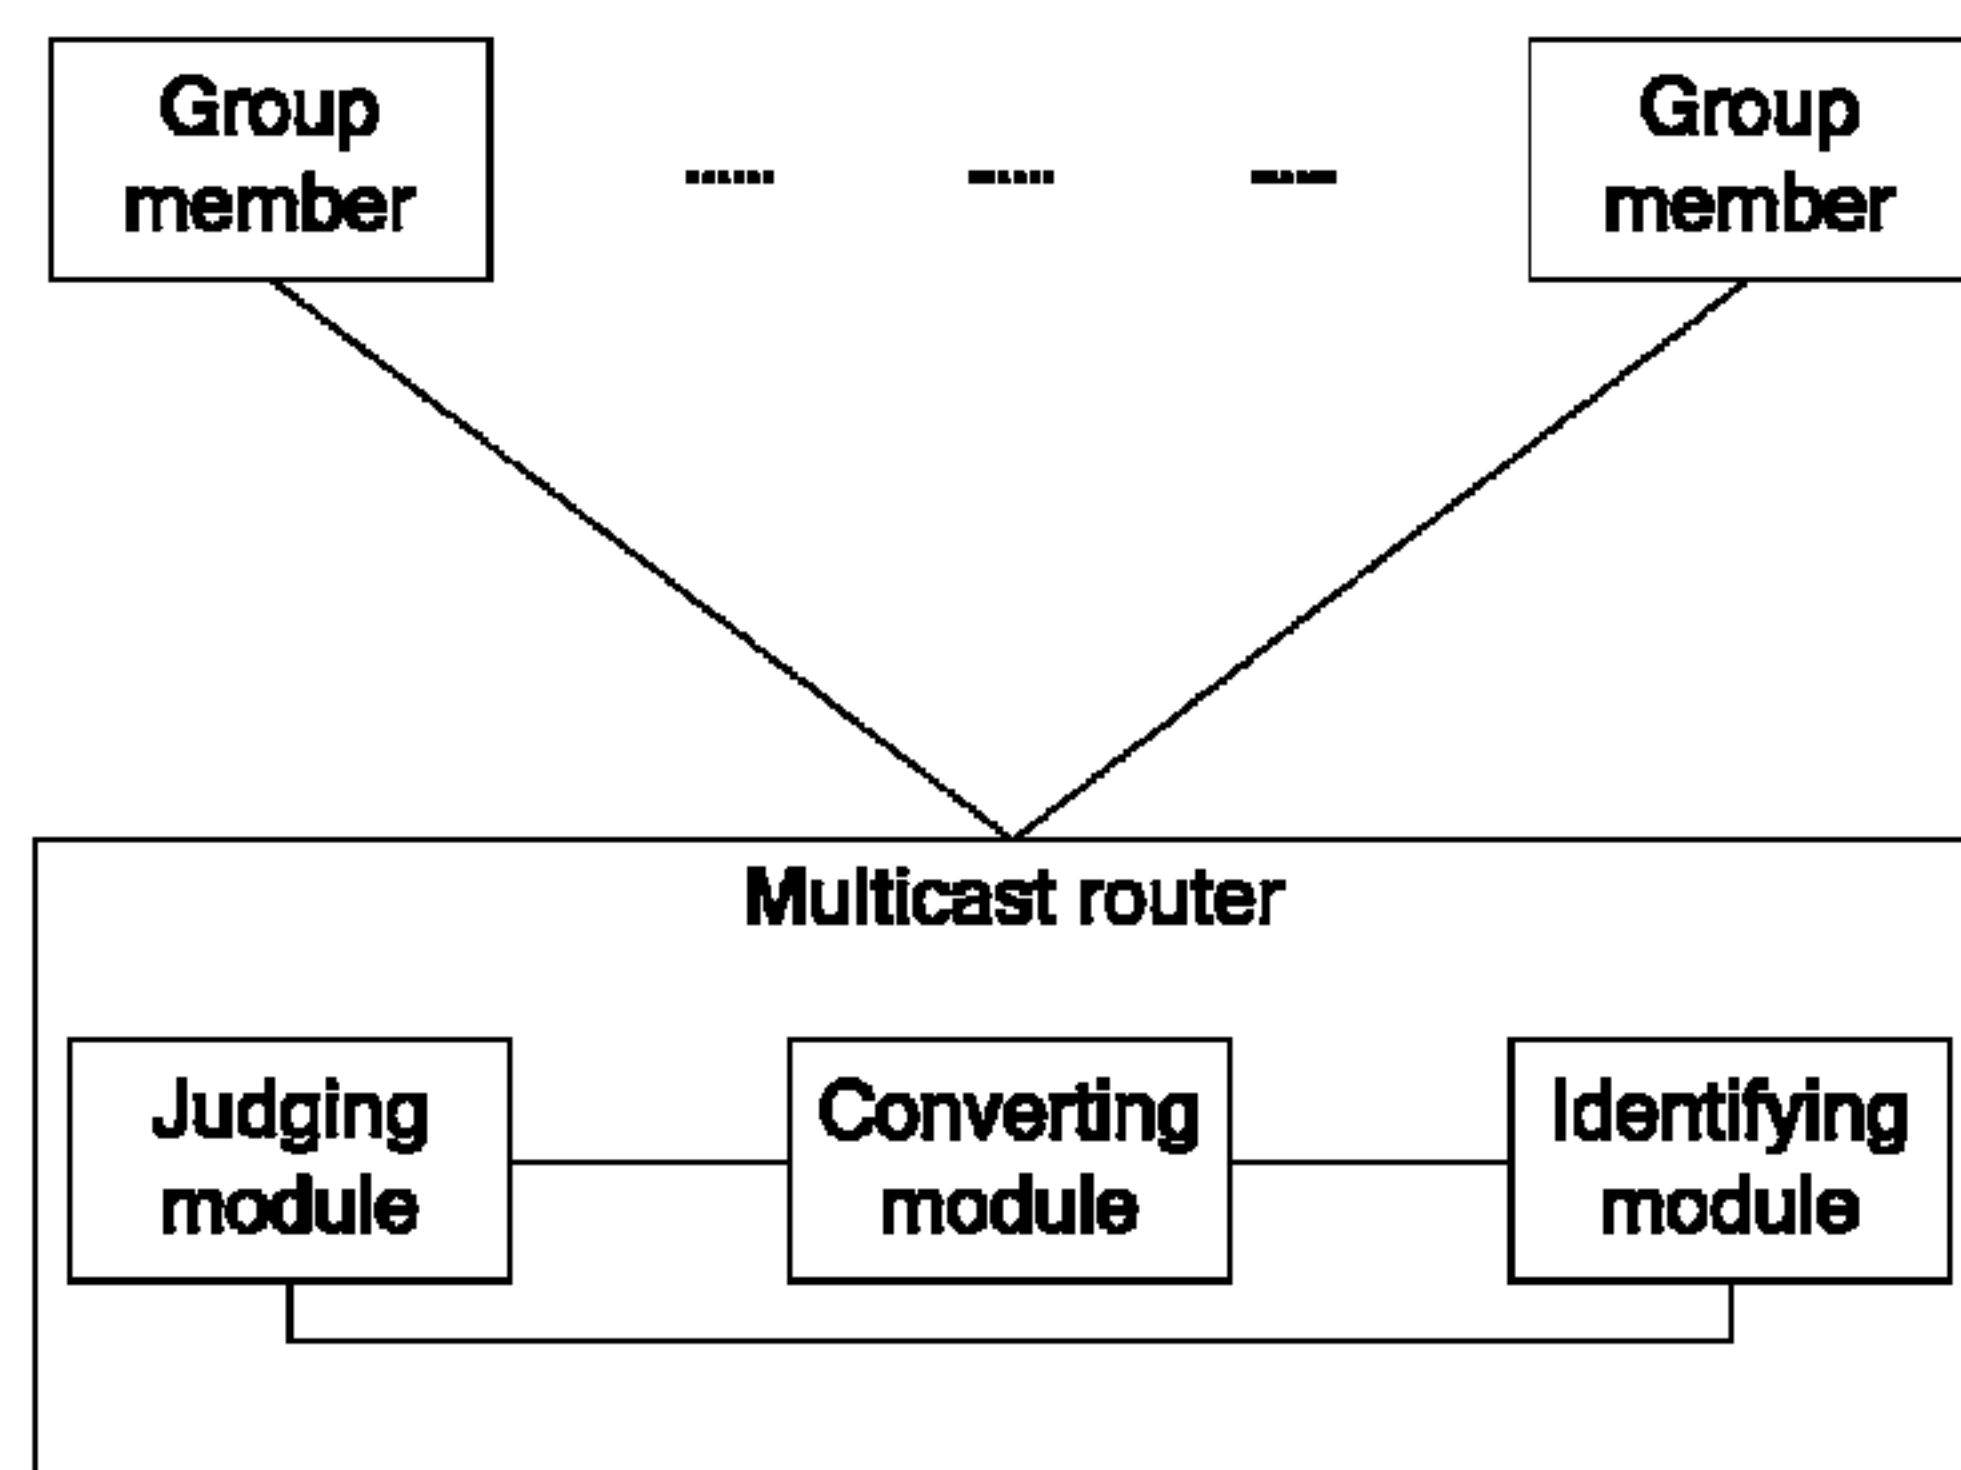 Group
member
Group
member
Multicast router
Judging
module
Converting
module
Identifying
module